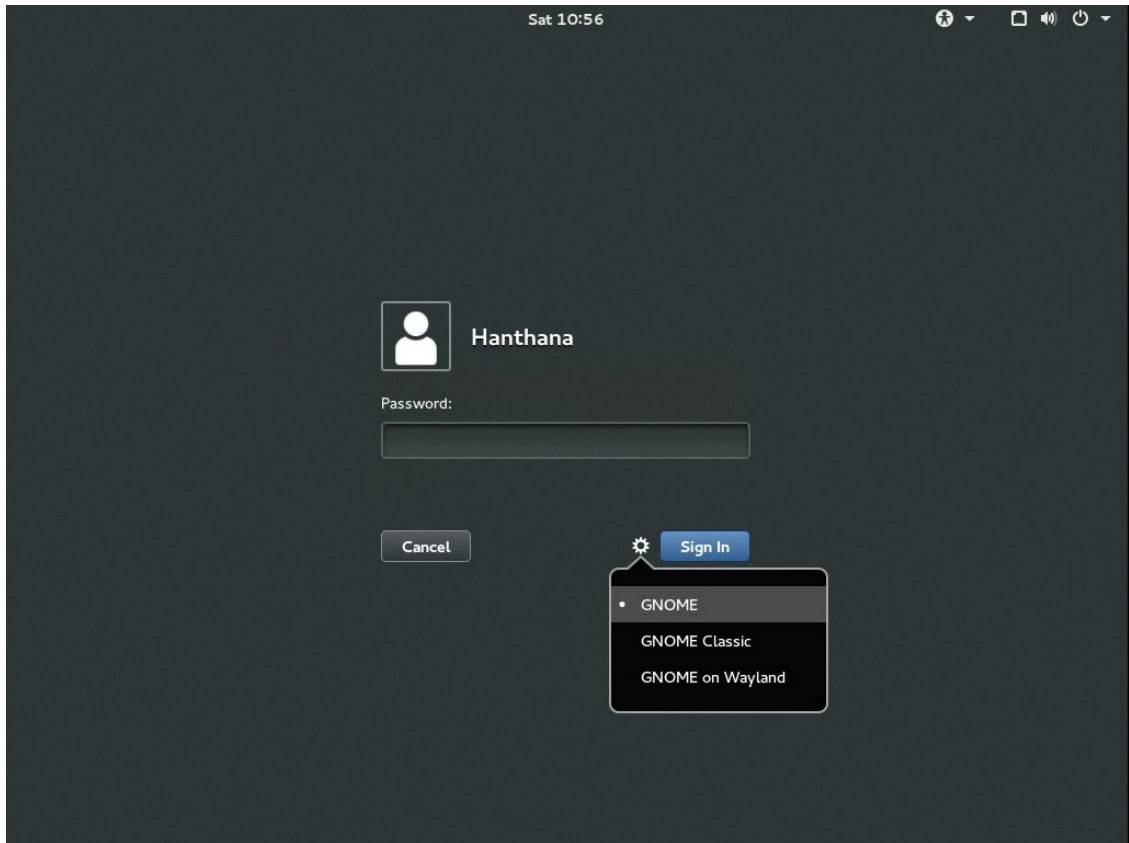 Sat 10:56
Hanthana
Password:
Cancel
Sign In
GNOME
GNOME Classic
GNOME on Wayland